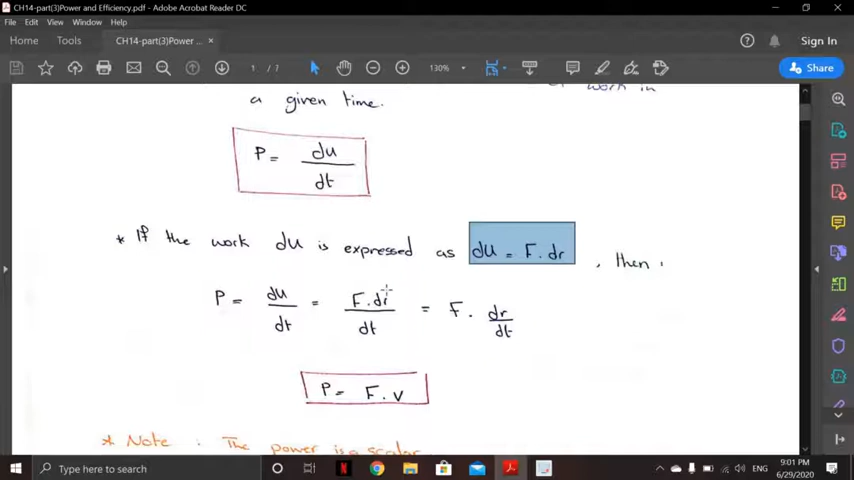 CH14-part(3)Power and Efficiency.pdf - Adobe Acrobat Reader DC
File Edit View Window Help
Home Tools CH14-part(3)Power ... × Sign In
1 / 7 130% Share
of work in
a given time.
P = du
dt
* If the work du is expressed as du = F. dr , then ,
P = du = F. dr = F. dr
dt dt dt
P = F. v
* Note : The power is a scalar
Type here to search
ENG 9:01 PM
6/29/2020